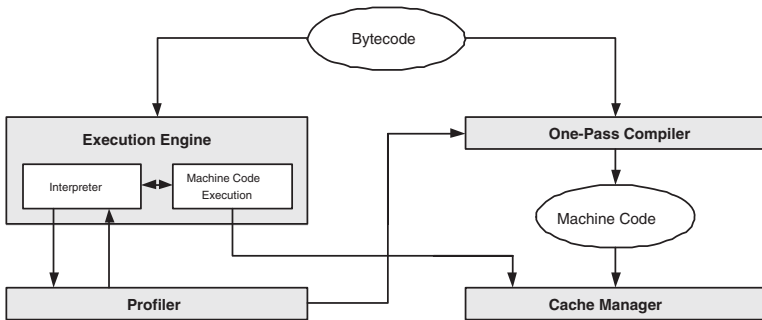 Bytecode
Execution Engine
One-Pass Compiler
Interpreter
Machine Code
Execution
Machine Code
Profiler
Cache Manager